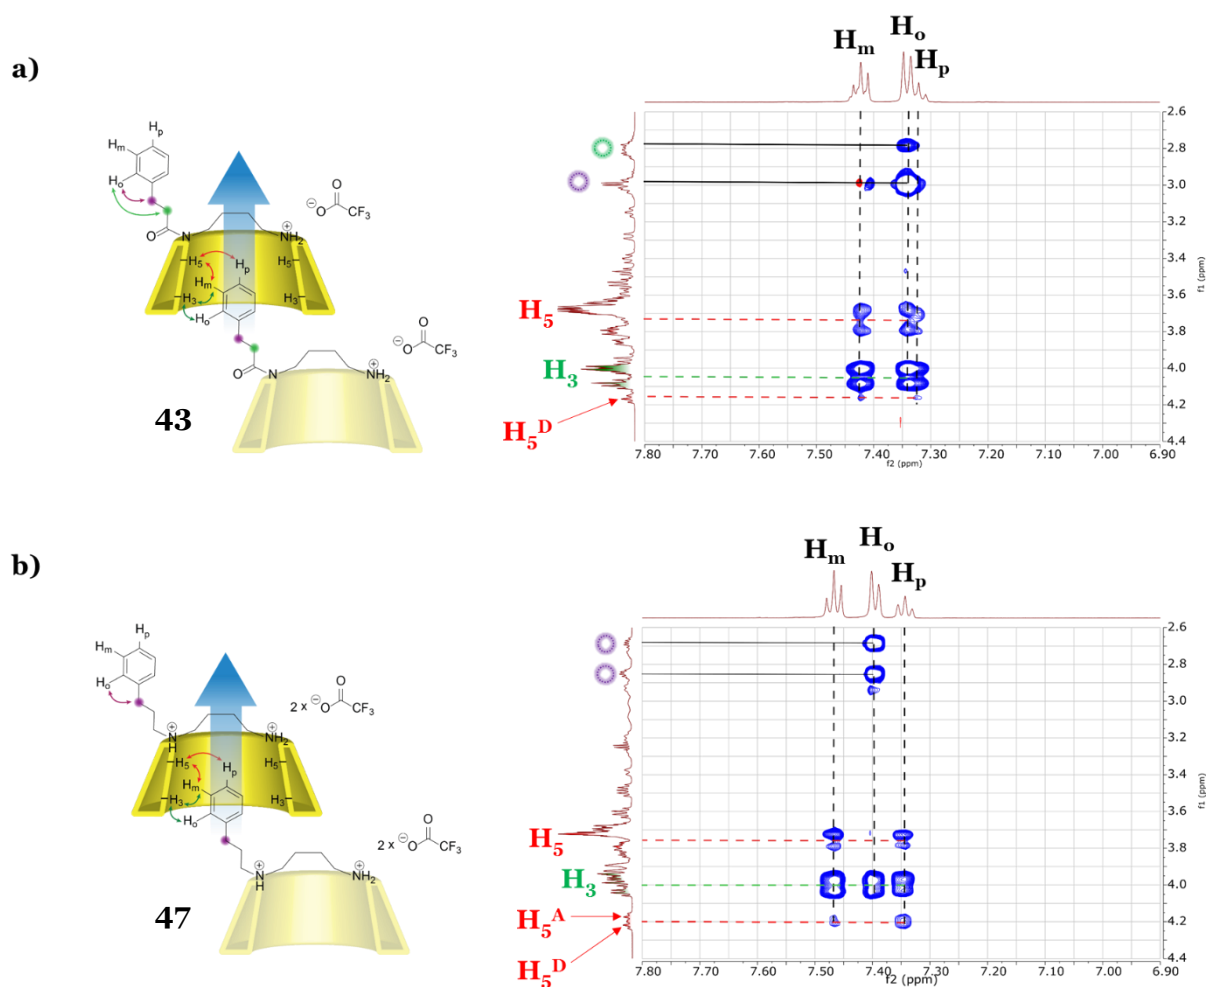 a)
Hp
Hm
Ho
O
N
⊕
NH2
⊖O
O
CF3
H5
H5
Hp
Hm
H3
H3
Ho
O
N
⊕
NH2
⊖O
O
CF3
43
Hm
Ho
Hp
H5
H3
H5D
2.6
2.8
3.0
3.2
3.4
3.6
3.8
4.0
4.2
4.4
f1 (ppm)
7.80 7.70 7.60 7.50 7.40 7.30 7.20 7.10 7.00 6.90
f2 (ppm)
b)
Hp
Hm
Ho
⊕
N
H
⊕
NH2
2 x ⊖O
O
CF3
H5
H5
Hp
Hm
H3
H3
Ho
⊕
N
H
⊕
NH2
2 x ⊖O
O
CF3
47
Hm
Ho
Hp
H5
H3
H5A
H5D
2.6
2.8
3.0
3.2
3.4
3.6
3.8
4.0
4.2
4.4
f1 (ppm)
7.80 7.70 7.60 7.50 7.40 7.30 7.20 7.10 7.00 6.90
f2 (ppm)